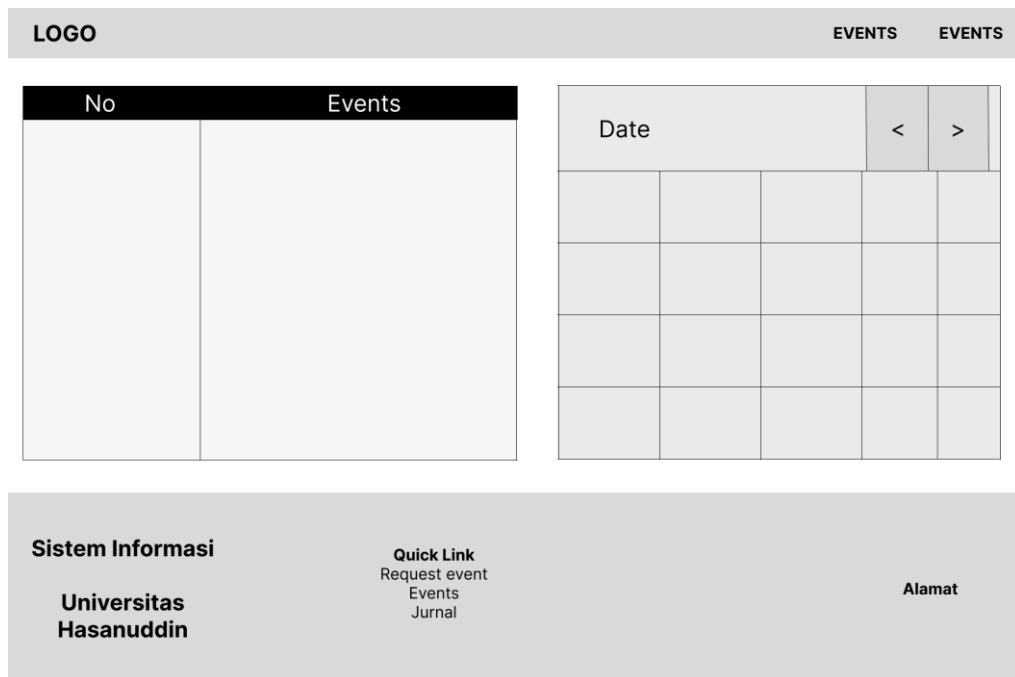 LOGO
EVENTS
EVENTS
No
Events
Date
<
>
Sistem Informasi
Universitas
Hasanuddin
Quick Link
Request event
Events
Jurnal
Alamat